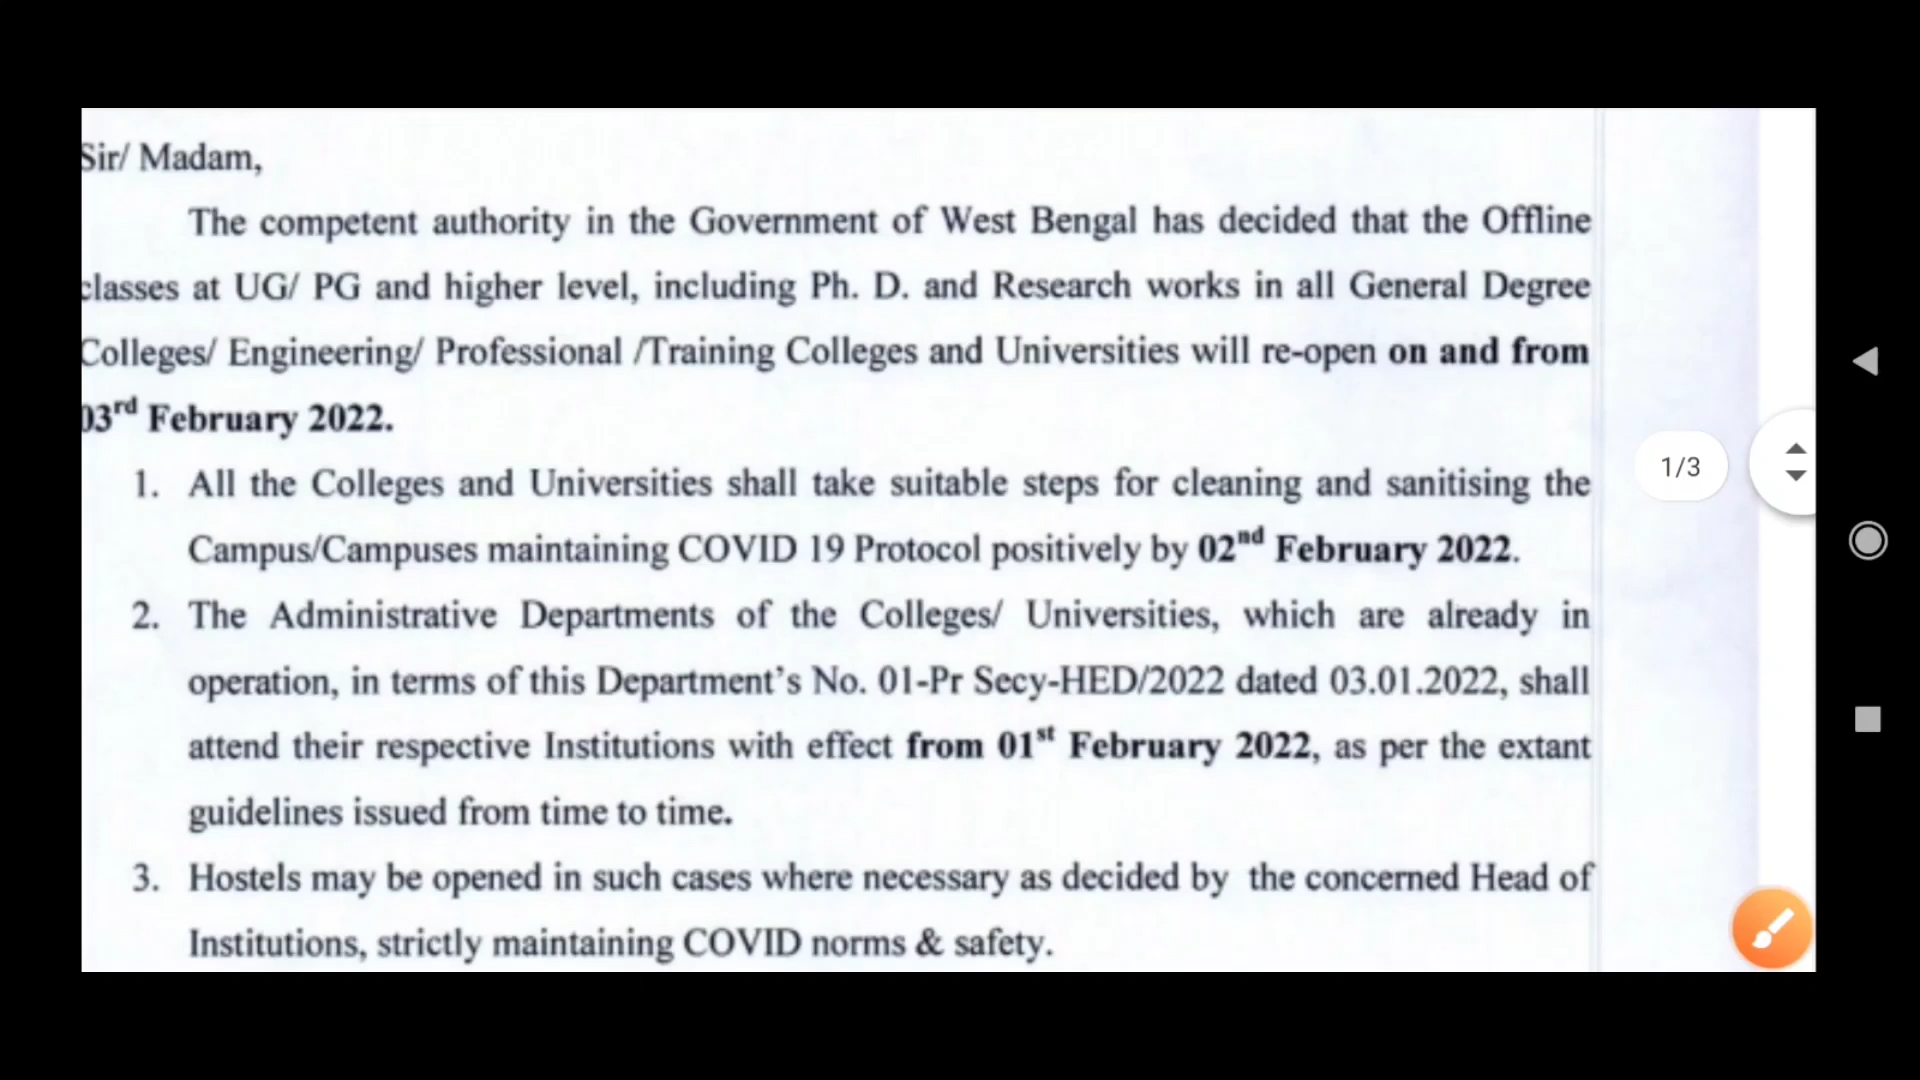 Sir/ Madam,
The competent authority in the Government of West Bengal has decided that the Offline
classes at UG/ PG and higher level, including Ph. D. and Research works in all General Degree
Colleges/ Engineering/ Professional /Training Colleges and Universities will re-open on and from
03rd February 2022.
1. All the Colleges and Universities shall take suitable steps for cleaning and sanitising the
Campus/Campuses maintaining COVID 19 Protocol positively by 02nd February 2022.
2. The Administrative Departments of the Colleges/ Universities, which are already in
operation, in terms of this Department's No. 01-Pr Secy-HED/2022 dated 03.01.2022, shall
attend their respective Institutions with effect from 01st February 2022, as per the extant
guidelines issued from time to time.
3. Hostels may be opened in such cases where necessary as decided by the concerned Head of
Institutions, strictly maintaining COVID norms & safety.
1/3